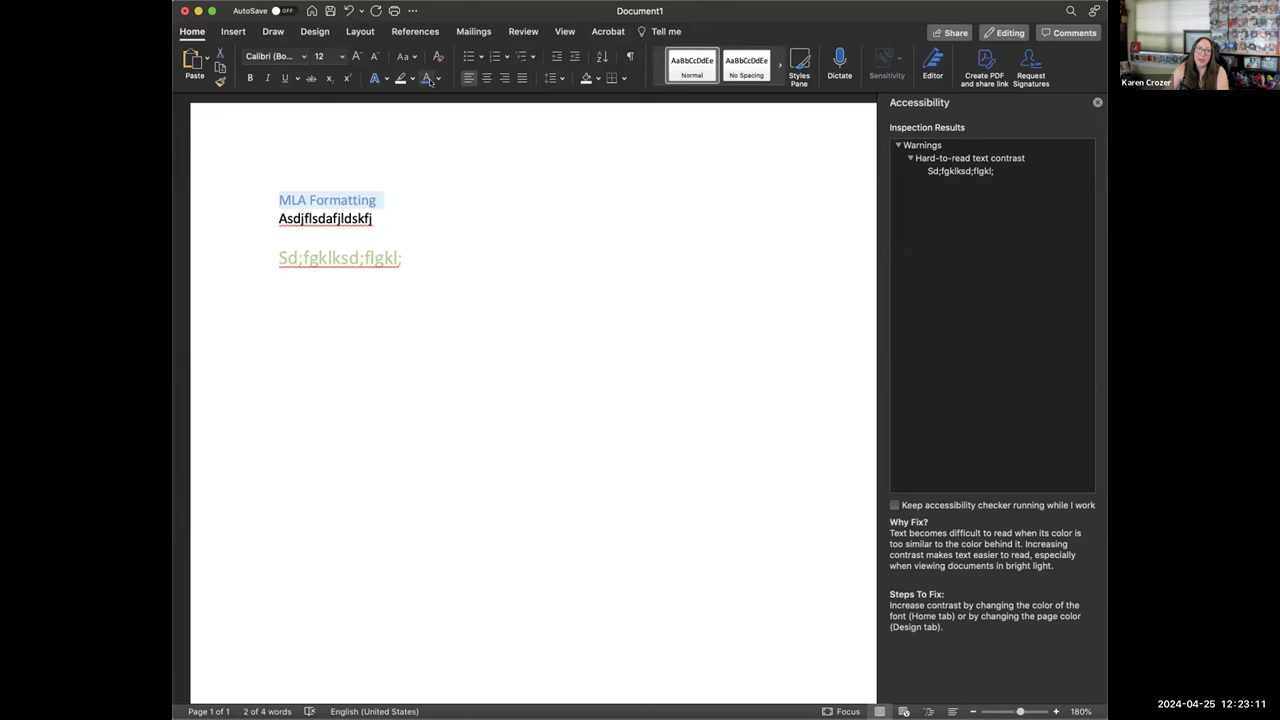 AutoSave OFF Document1
Home Insert Draw Design Layout References Mailings Review View Acrobat Tell me Share Editing Comments
Karen Crozer
Paste Calibri (Bo... 12 Aa AaBbCcDdEe Normal AaBbCcDdEe No Spacing Styles Pane Dictate Sensitivity Editor Create PDF and share link Request Signatures
Accessibility
Inspection Results
Warnings
Hard-to-read text contrast
Sd;fgklksd;flgkl;
MLA Formatting
Asdjflsdafjldskfj
Sd;fgklksd;flgkl;
Keep accessibility checker running while I work
Why Fix?
Text becomes difficult to read when its color is
too similar to the color behind it. Increasing
contrast makes text easier to read, especially
when viewing documents in bright light.
Steps To Fix:
Increase contrast by changing the color of the
font (Home tab) or by changing the page color
(Design tab).
2024-04-25 12:23:11
Page 1 of 1 2 of 4 words English (United States) Focus 180%